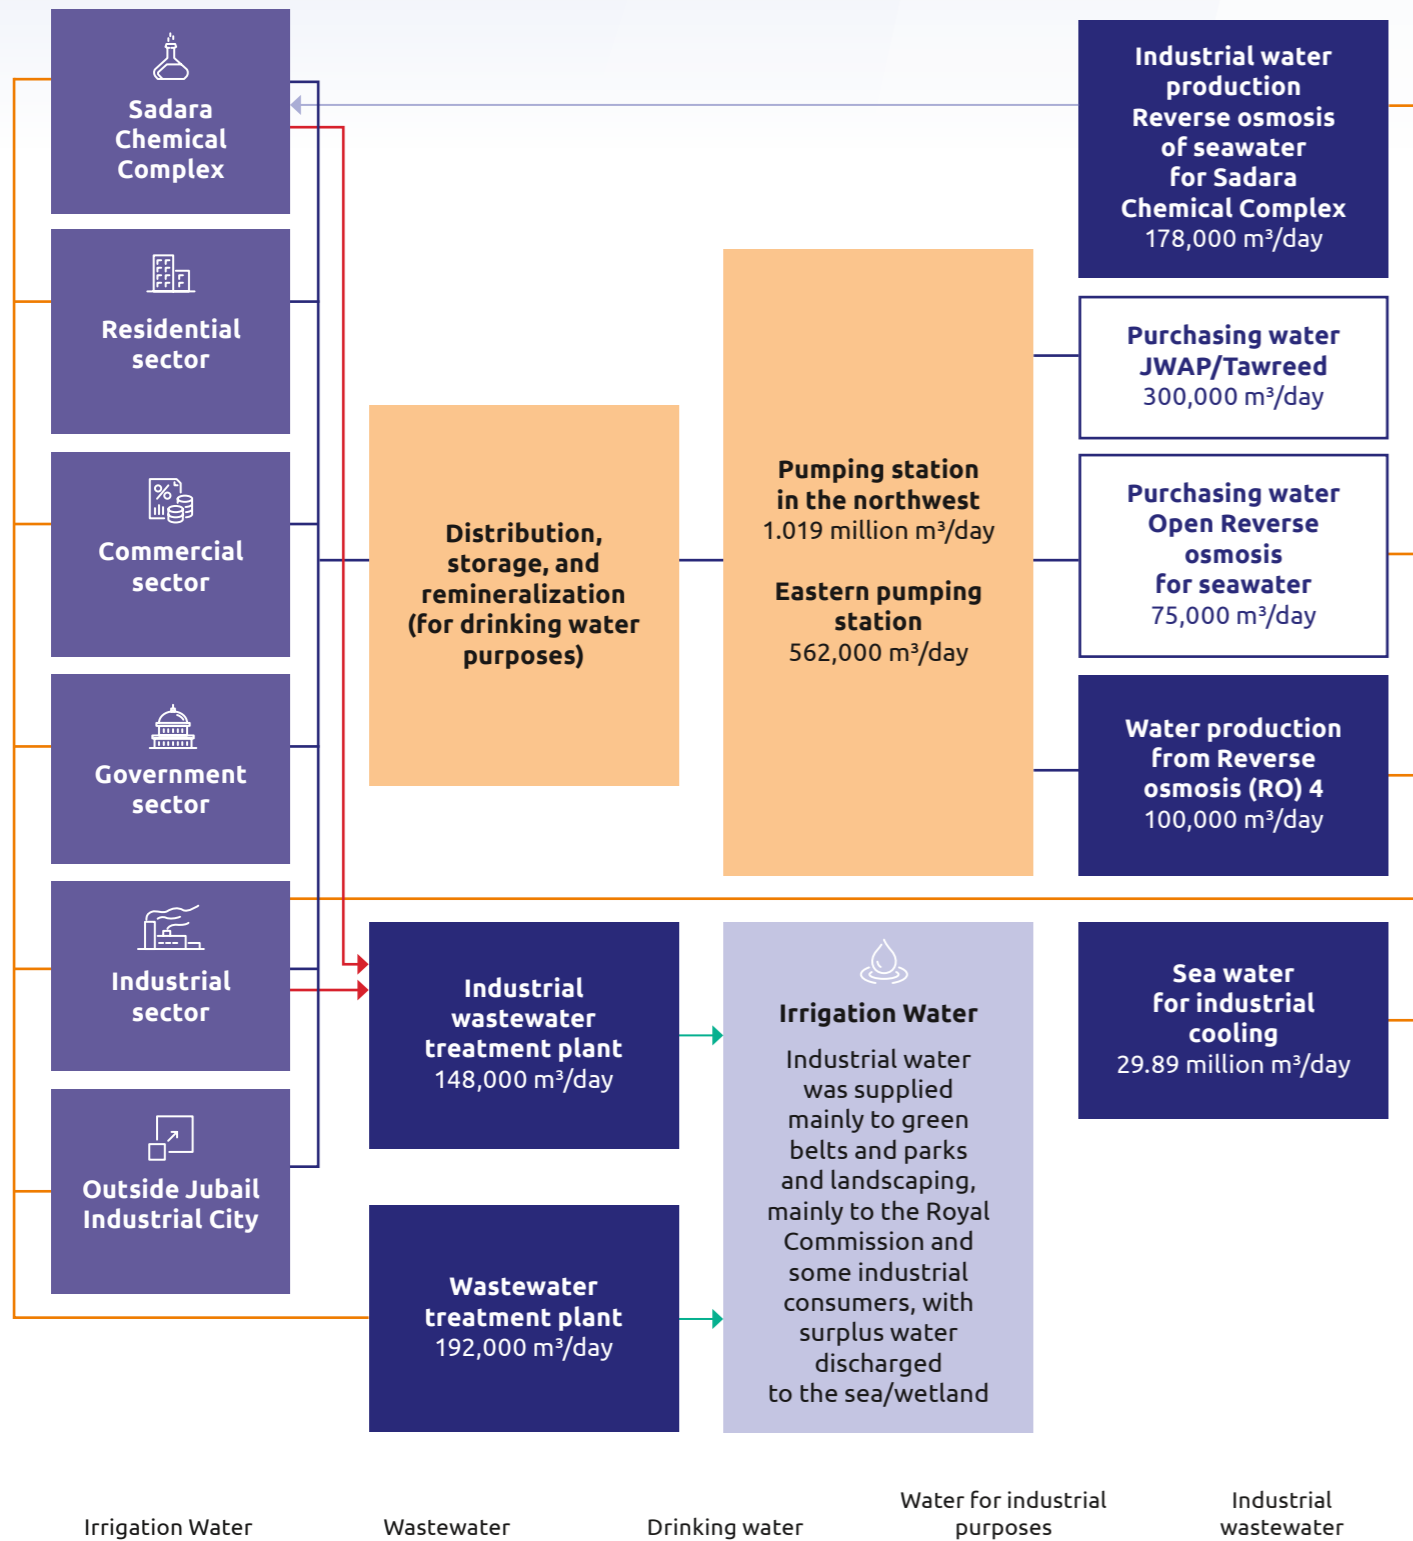 Sadara
Chemical
Complex
Residential
sector
Commercial
sector
Government
sector
Industrial
sector
Outside Jubail
Industrial City
Distribution,
storage, and
remineralization
(for drinking water
purposes)
Pumping station
in the northwest
1.019 million m³/day
Eastern pumping
station
562,000 m³/day
Industrial water
production
Reverse osmosis
of seawater
for Sadara
Chemical Complex
178,000 m³/day
Purchasing water
JWAP/Tawreed
300,000 m³/day
Purchasing water
Open Reverse
osmosis
for seawater
75,000 m³/day
Water production
from Reverse
osmosis (RO) 4
100,000 m³/day
Industrial
wastewater
treatment plant
148,000 m³/day
Wastewater
treatment plant
192,000 m³/day
Irrigation Water
Industrial water
was supplied
mainly to green
belts and parks
and landscaping,
mainly to the Royal
Commission and
some industrial
consumers, with
surplus water
discharged
to the sea/wetland
Sea water
for industrial
cooling
29.89 million m³/day
Irrigation Water
Wastewater
Drinking water
Water for industrial
purposes
Industrial
wastewater